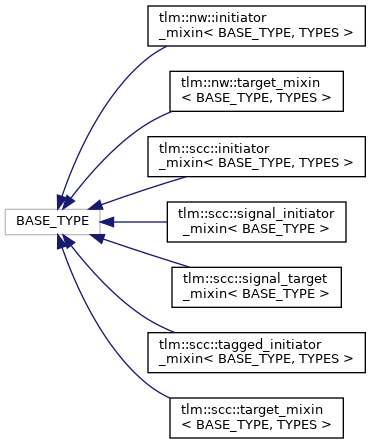 tlm::nw::initiator
_mixin< BASE_TYPE, TYPES >
tlm::nw::target_mixin
< BASE_TYPE, TYPES >
tlm::scc::initiator
_mixin< BASE_TYPE, TYPES >
BASE_TYPE
tlm::scc::signal_initiator
_mixin< BASE_TYPE >
tlm::scc::signal_target
_mixin< BASE_TYPE >
tlm::scc::tagged_initiator
_mixin< BASE_TYPE, TYPES >
tlm::scc::target_mixin
< BASE_TYPE, TYPES >